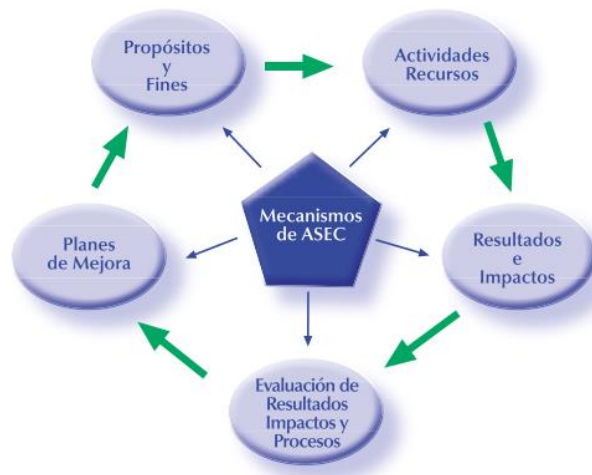 Propósitos
y
Fines
Actividades
Recursos
Mecanismos
de ASEC
Planes
de Mejora
Resultados
e
Impactos
Evaluación de
Resultados
Impactos y
Procesos